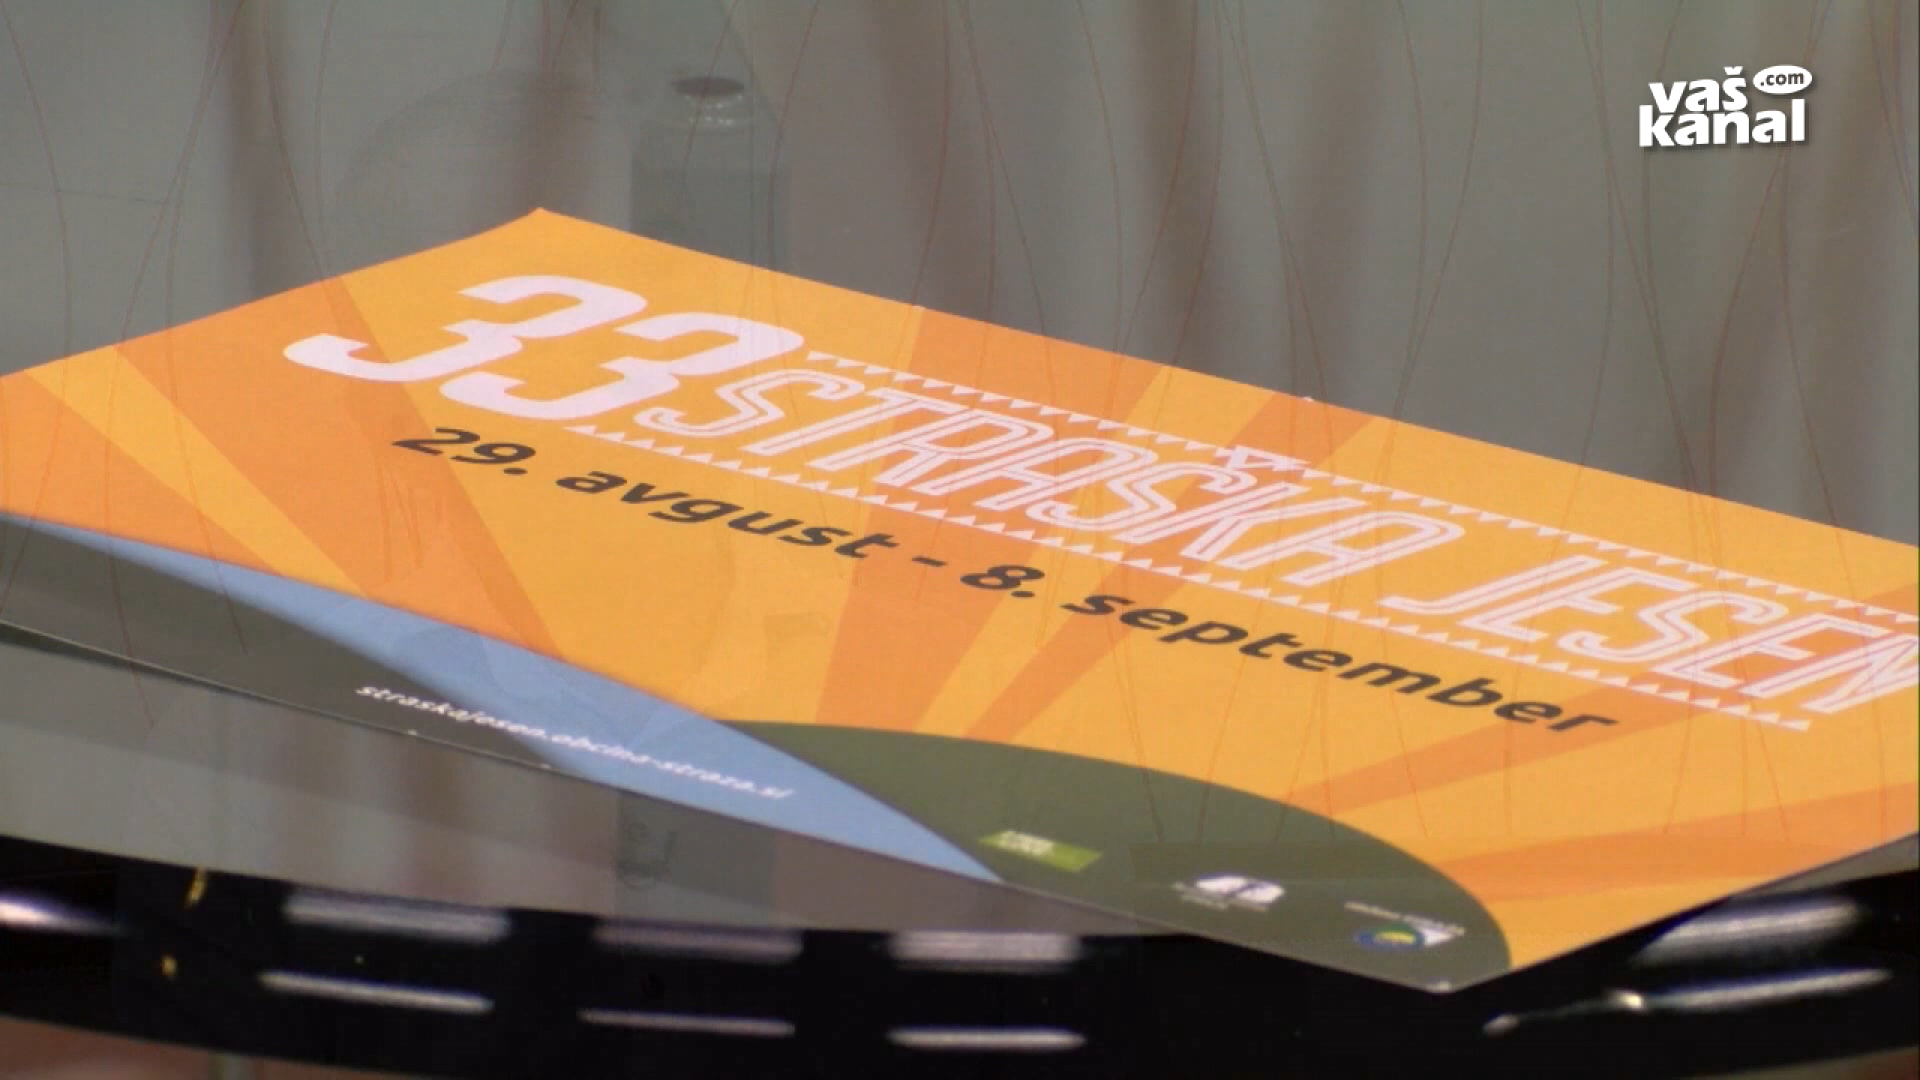 vaš .com
kanal
33 STRAŠKA JESEN
29. avgust - 8. september
straskajesen.obcina-straza.si